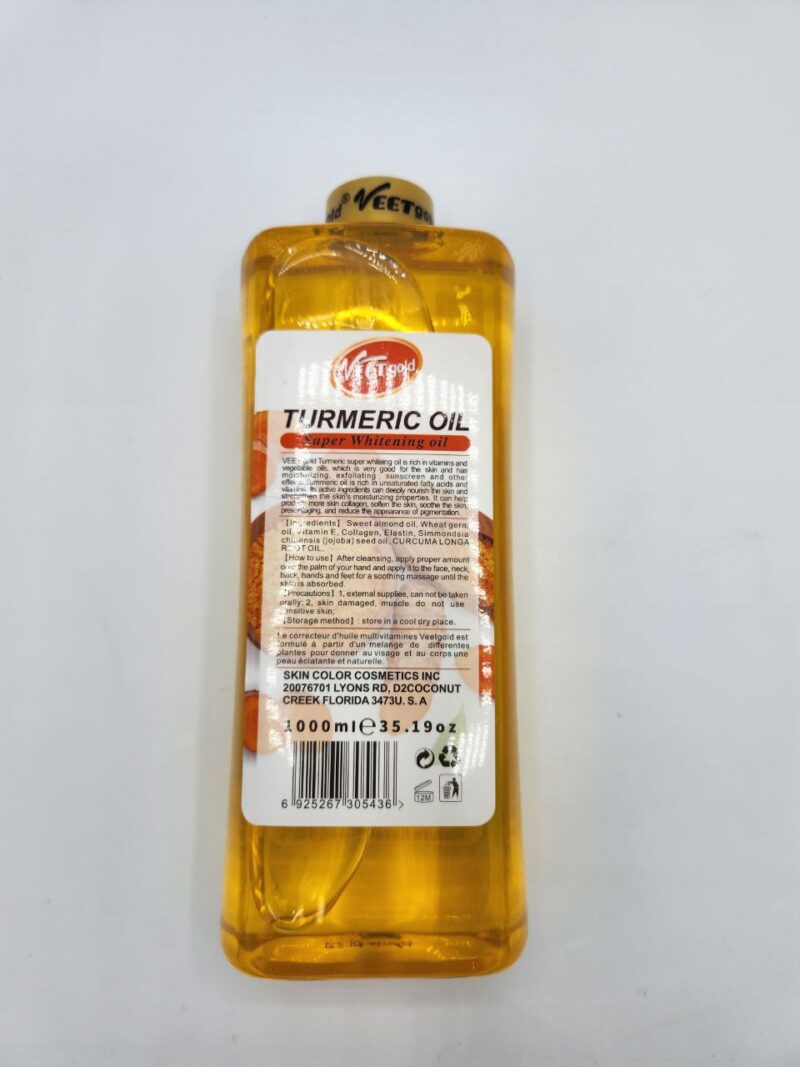 VEETgold
VEETgold
TURMERIC OIL
Super Whitening oil
VEET gold Turmeric super whiteing oil is rich in vitamins and
vegetable oils, which is very good for the skin and has
moisturizing, exfoliating, sunscreen and other
effects. Turmeric oil is rich in unsaturated fatty acids and
vitamins. Its active ingredients can deeply nourish the skin and
strengthen the skin's moisturizing properties. It can help
more skin collagen, soften the skin, soothe the skin,
and reduce the appearance of pigmentation.
【Ingredients】 Sweet almond oil, Wheat germ
oil, vitamin E, Collagen, Elastin, Simmondsia
chinensis (jojoba) seed oil, CURCUMA LONGA
ROOT OIL.
【How to use】 After cleansing, apply proper amount
onto the palm of your hand and apply it to the face, neck,
back, hands and feet for a soothing massage until the
skin is absorbed.
【Precautions】 1, external supplies, can not be taken
orally; 2, skin damaged, muscle do not use
sensitive skin.
【Storage method】 : store in a cool dry place.
Le correcteur d'huile multivitamines Veetgold est
formulé à partir d'un mélange de différentes
plantes pour donner au visage et au corps une
peau éclatante et naturelle.
SKIN COLOR COSMETICS INC
20076701 LYONS RD, D2COCONUT
CREEK FLORIDA 3473U. S. A
1000ml℮35.19oz
6 925267 305436 >
12M